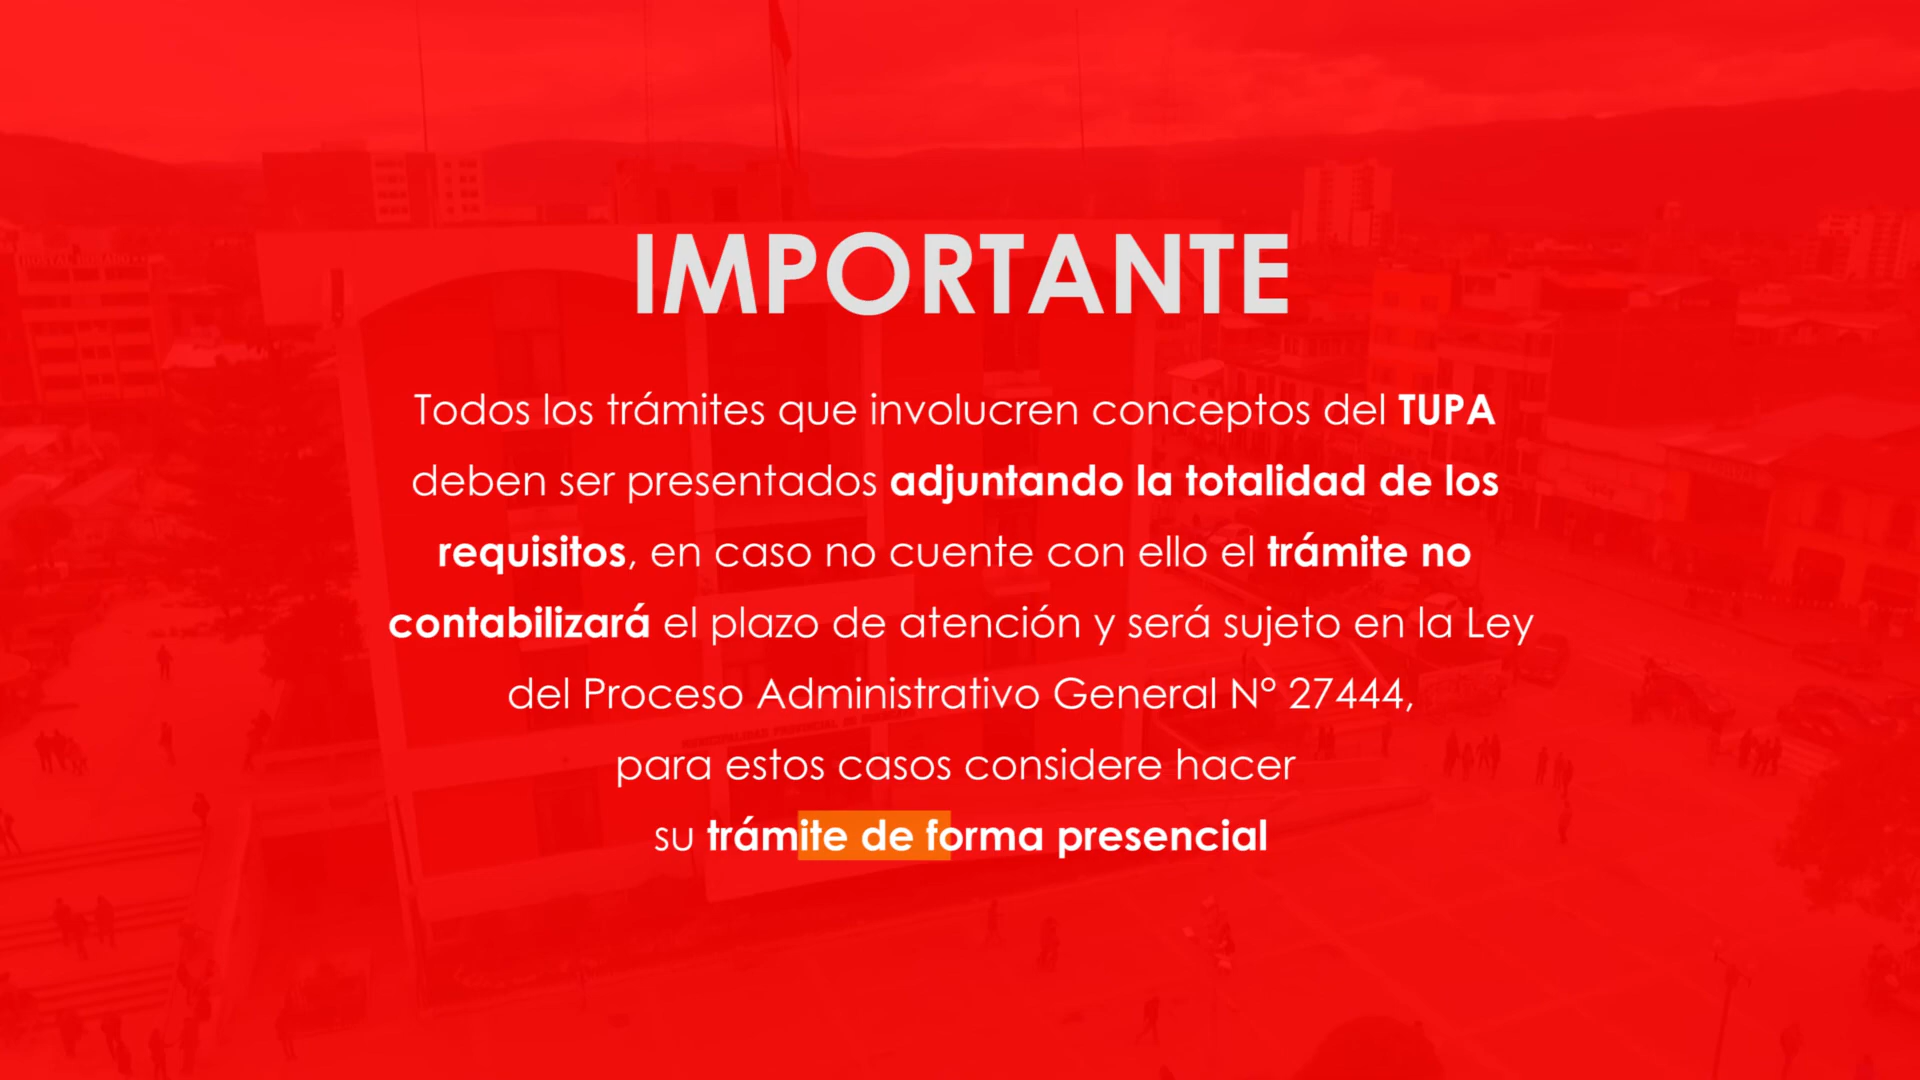 IMPORTANTE
Todos los trámites que involucren conceptos del TUPA
deben ser presentados adjuntando la totalidad de los
requisitos, en caso no cuente con ello el trámite no
contabilizará el plazo de atención y será sujeto en la Ley
del Proceso Administrativo General Nº 27444,
para estos casos considere hacer
su trámite de forma presencial